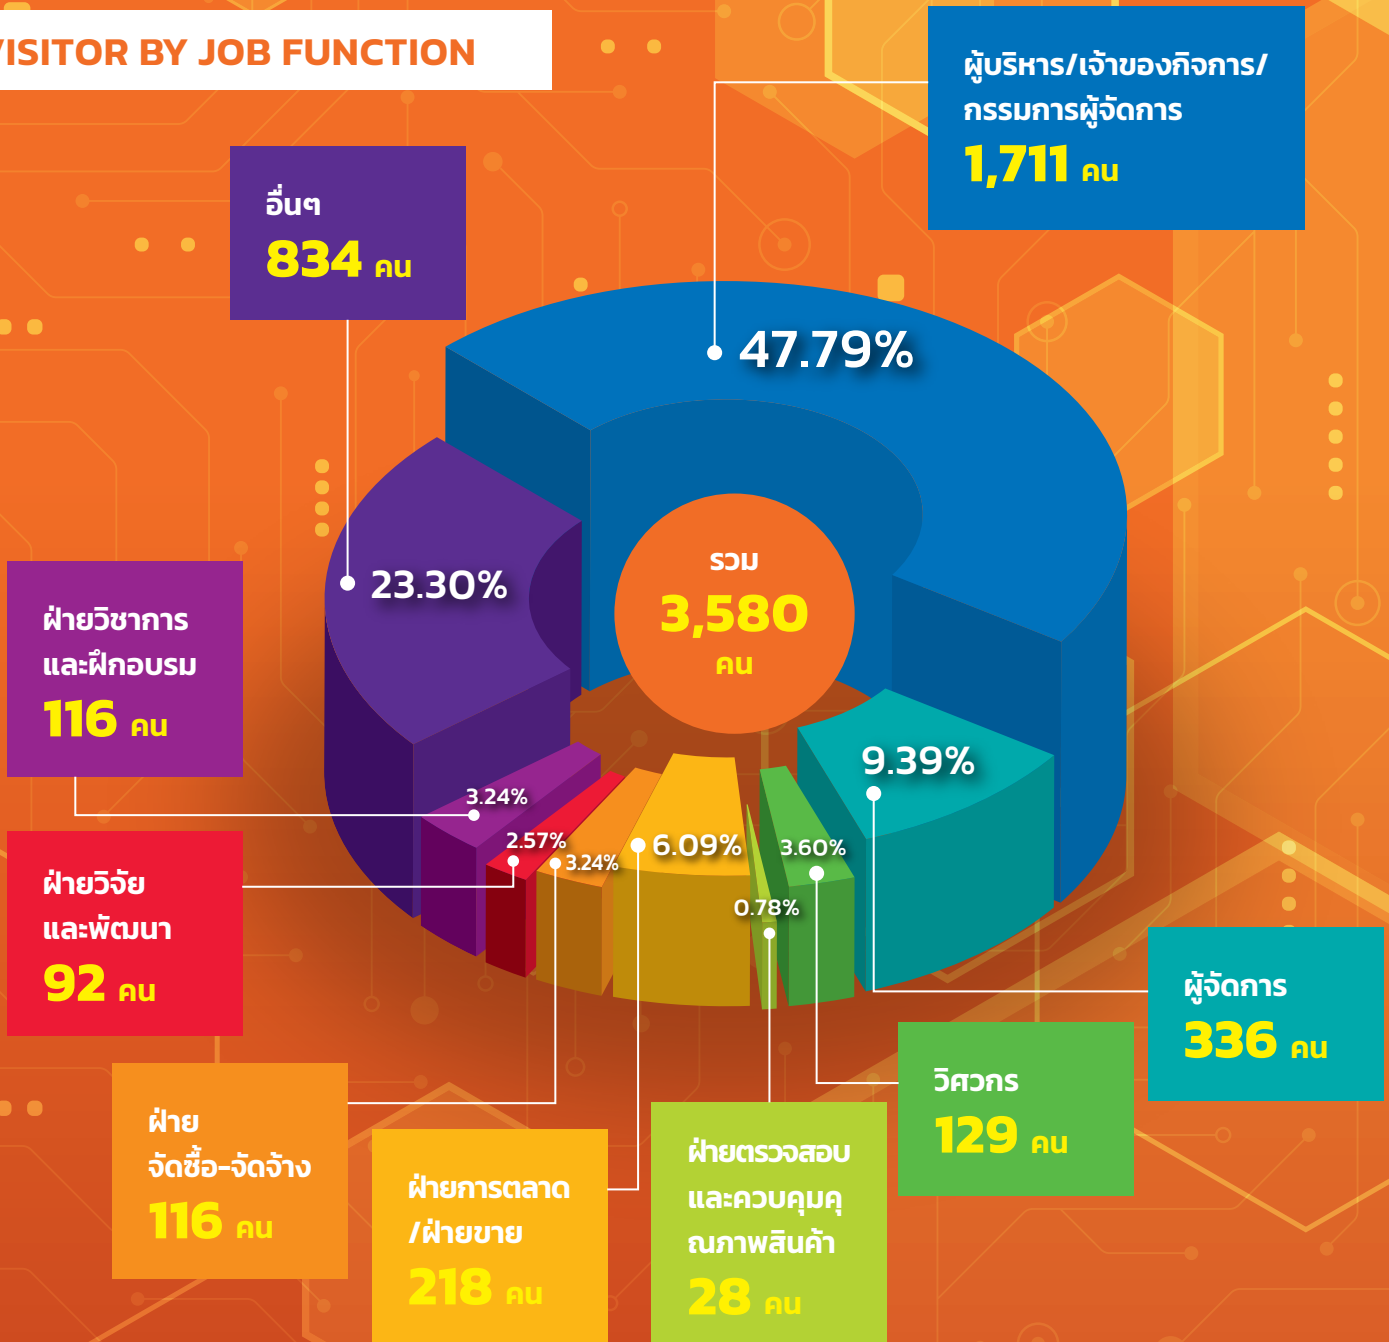 VISITOR BY JOB FUNCTION
ผู้บริหาร/เจ้าของกิจการ/
กรรมการผู้จัดการ
1,711 คน
อื่นๆ
834 คน
47.79%
23.30%
รวม
3,580
คน
ฝ่ายวิชาการ
และฝึกอบรม
116 คน
9.39%
3.24%
2.57%
3.24%
6.09%
3.60%
0.78%
ฝ่ายวิจัย
และพัฒนา
92 คน
ผู้จัดการ
336 คน
วิศวกร
129 คน
ฝ่าย
จัดซื้อ-จัดจ้าง
116 คน
ฝ่ายการตลาด
/ฝ่ายขาย
218 คน
ฝ่ายตรวจสอบ
และควบคุมคุ
ณภาพสินค้า
28 คน